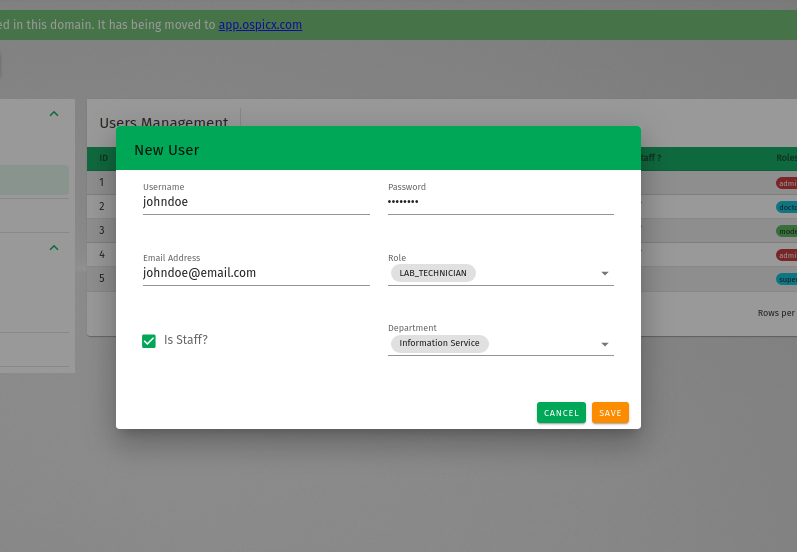 ed in this domain. It has being moved to app.ospicx.com
Users Management
New User
ID
Staff ?
Roles
Username
Password
johndoe
••••••••
1
admi
2
docto
3
mode
4
admi
5
super
Email Address
Role
johndoe@email.com
LAB_TECHNICIAN
Rows per
Is Staff?
Department
Information Service
CANCEL
SAVE